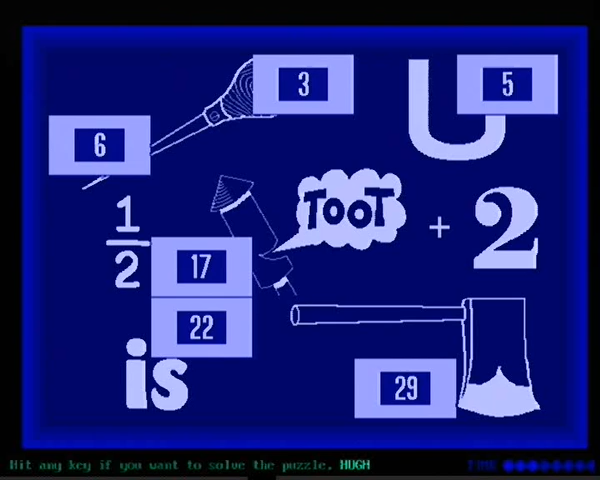 3
5
U
6
TOOT
1
2
+ 2
17
22
is
29
Hit any key if you want to solve the puzzle, HUGH
TIME